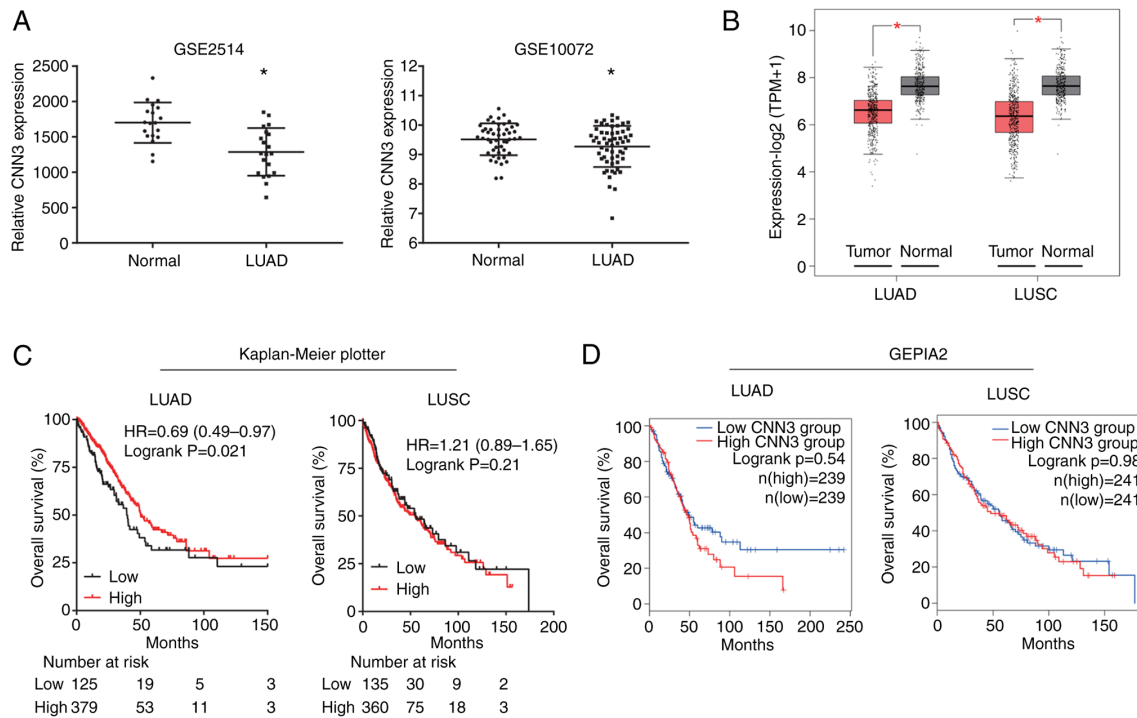 A
GSE2514
Relative CNN3 expression
2500
2000
1500
1000
500
0
*
Normal
LUAD
GSE10072
Relative CNN3 expression
12
11
10
9
8
7
6
*
Normal
LUAD
B
Expression-log2 (TPM+1)
10
8
6
4
2
0
*
*
Tumor
Normal
Tumor
Normal
LUAD
LUSC
C
Kaplan-Meier plotter
LUAD
Overall survival (%)
100
75
50
25
0
HR=0.69 (0.49–0.97)
Logrank P=0.021
Low
High
0 50 100 150
Months
Number at risk
Low 125 19 5 3
High 379 53 11 3
LUSC
Overall survival (%)
100
75
50
25
0
HR=1.21 (0.89–1.65)
Logrank P=0.21
Low
High
0 50 100 150 200
Months
Number at risk
Low 135 30 9 2
High 360 75 18 3
D
GEPIA2
LUAD
Overall survival (%)
100
80
60
40
20
0
Low CNN3 group
High CNN3 group
Logrank p=0.54
n(high)=239
n(low)=239
0 50 100 150 200 250
Months
LUSC
Overall survival (%)
100
80
60
40
20
0
Low CNN3 group
High CNN3 group
Logrank p=0.98
n(high)=241
n(low)=241
0 50 100 150
Months